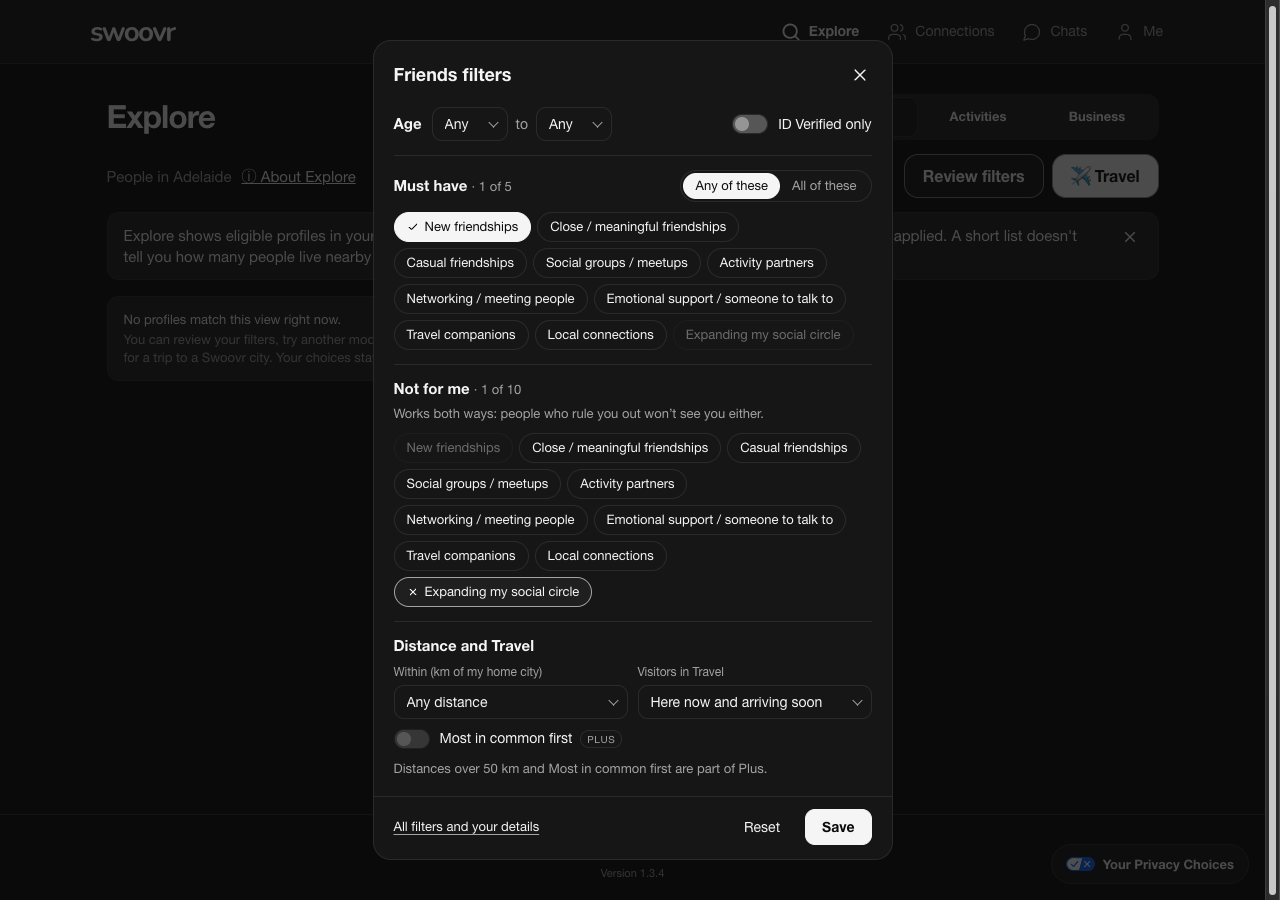 swoovr
Explore
Connections
Chats
Me
Explore
Activities
Business
People in Adelaide ⓘ About Explore
Review filters
✈️ Travel
Explore shows eligible profiles in your
applied. A short list doesn't
tell you how many people live nearby
No profiles match this view right now.
You can review your filters, try another
for a trip to a Swoovr city. Your choices
Friends filters
Age Any to Any ID Verified only
Must have · 1 of 5
Any of these All of these
✓ New friendships Close / meaningful friendships
Casual friendships Social groups / meetups Activity partners
Networking / meeting people Emotional support / someone to talk to
Travel companions Local connections Expanding my social circle
Not for me · 1 of 10
Works both ways: people who rule you out won’t see you either.
New friendships Close / meaningful friendships Casual friendships
Social groups / meetups Activity partners
Networking / meeting people Emotional support / someone to talk to
Travel companions Local connections
✕ Expanding my social circle
Distance and Travel
Within (km of my home city) Visitors in Travel
Any distance Here now and arriving soon
Most in common first PLUS
Distances over 50 km and Most in common first are part of Plus.
All filters and your details Reset Save
Version 1.3.4
Your Privacy Choices